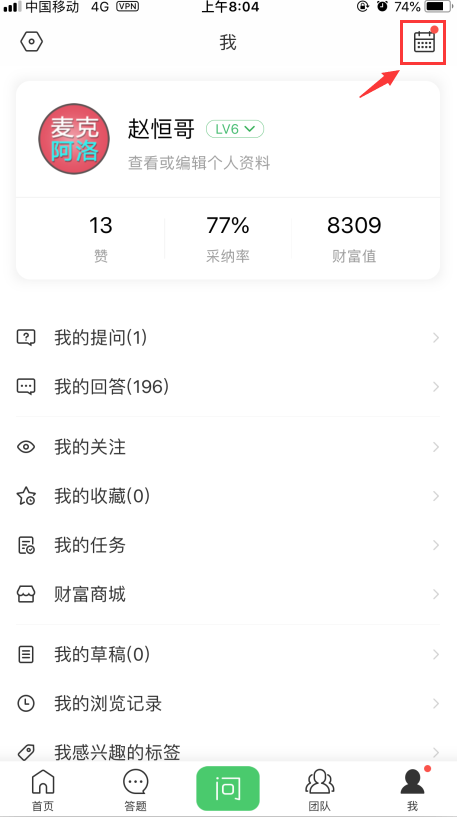 中国移动 4G VPN 上午8:04 74%
我
麦克
阿洛
赵恒哥 LV6
查看或编辑个人资料
13 77% 8309
赞 采纳率 财富值
我的提问(1)
我的回答(196)
我的关注
我的收藏(0)
我的任务
财富商城
我的草稿(0)
我的浏览记录
我感兴趣的标签
问
首页 答题 团队 我